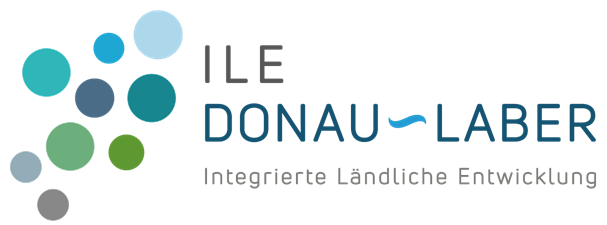 ILE
DONAU~LABER
Integrierte Ländliche Entwicklung